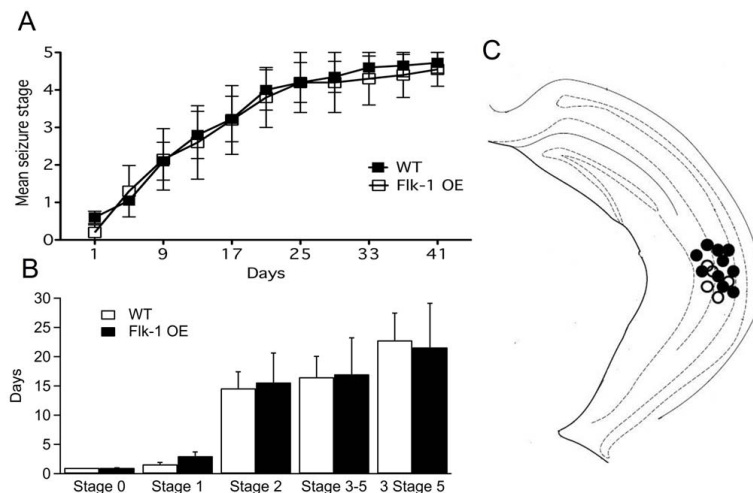 A
Mean seizure stage
5
4
3
2
1
0
1 9 17 25 33 41
Days
WT
Flk-1 OE
B
Days
30
25
20
15
10
5
0
WT
Flk-1 OE
Stage 0 Stage 1 Stage 2 Stage 3-5 3 Stage 5
C